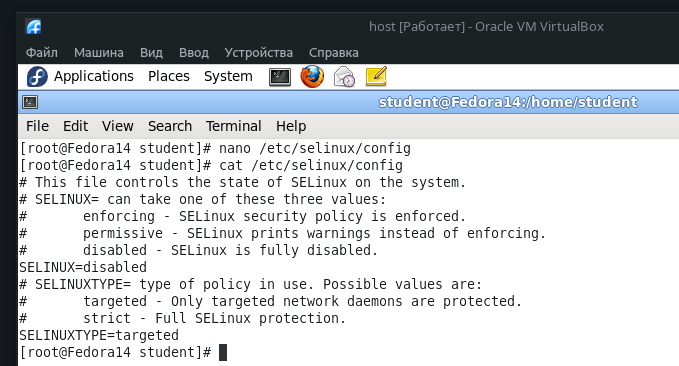 host [Работает] - Oracle VM VirtualBox
Файл Машина Вид Ввод Устройства Справка
Applications Places System
student@Fedora14:/home/student
File Edit View Search Terminal Help
[root@Fedora14 student]# nano /etc/selinux/config
[root@Fedora14 student]# cat /etc/selinux/config
# This file controls the state of SELinux on the system.
# SELINUX= can take one of these three values:
#       enforcing - SELinux security policy is enforced.
#       permissive - SELinux prints warnings instead of enforcing.
#       disabled - SELinux is fully disabled.
SELINUX=disabled
# SELINUXTYPE= type of policy in use. Possible values are:
#       targeted - Only targeted network daemons are protected.
#       strict - Full SELinux protection.
SELINUXTYPE=targeted
[root@Fedora14 student]#